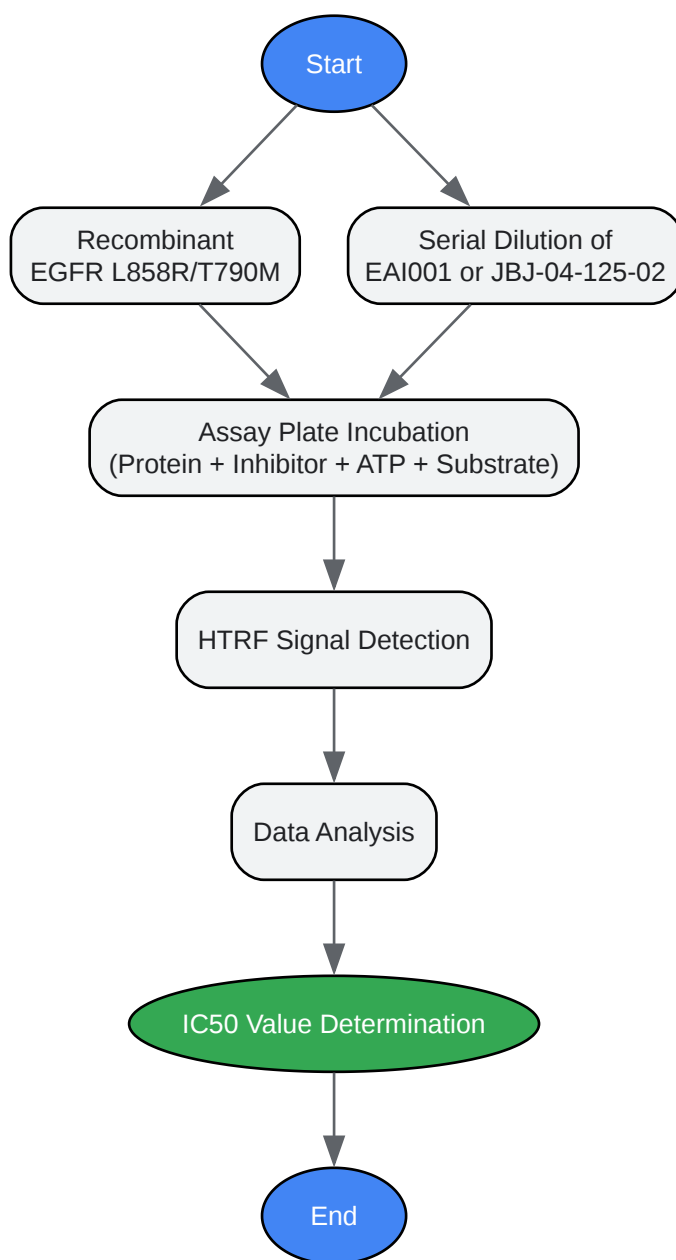 Start
Recombinant
EGFR L858R/T790M
Serial Dilution of
EAI001 or JBJ-04-125-02
Assay Plate Incubation
(Protein + Inhibitor + ATP + Substrate)
HTRF Signal Detection
Data Analysis
IC50 Value Determination
End